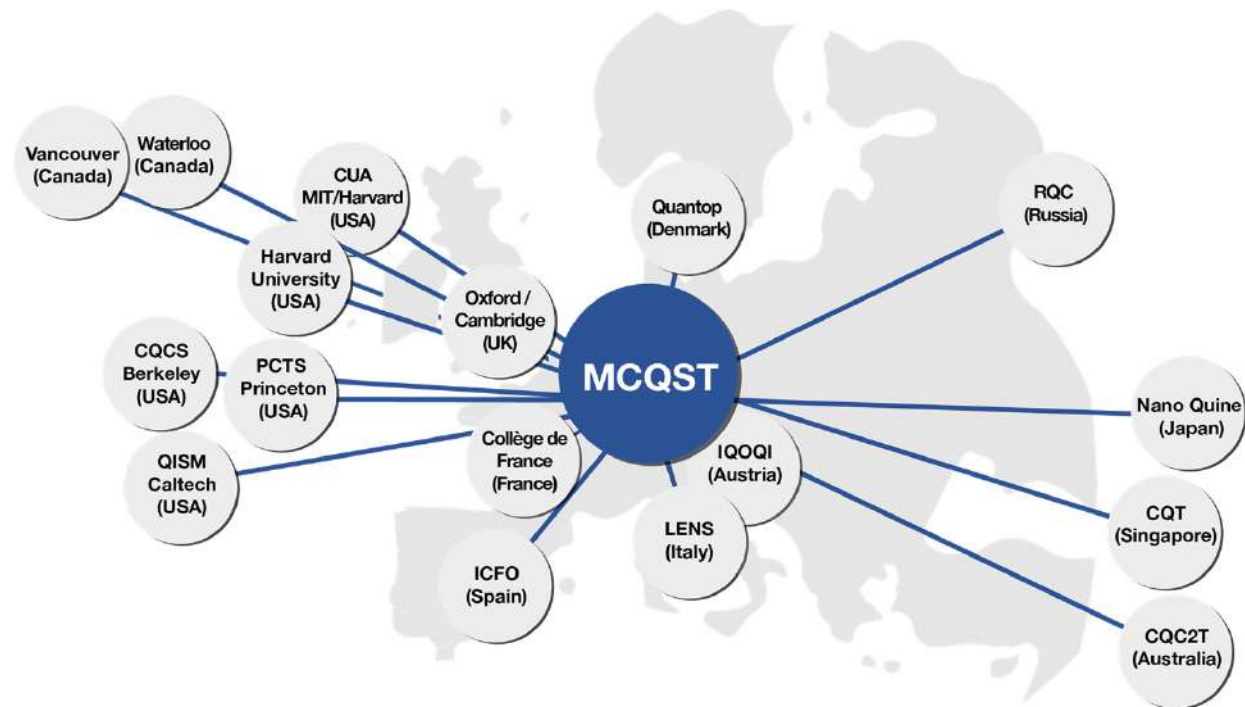 Vancouver
(Canada)
Waterloo
(Canada)
CUA
MIT/Harvard
(USA)
Harvard
University
(USA)
Oxford /
Cambridge
(UK)
Quantop
(Denmark)
RQC
(Russia)
CQCS
Berkeley
(USA)
PCTS
Princeton
(USA)
MCQST
Nano Quine
(Japan)
QISM
Caltech
(USA)
Collège de
France
(France)
IQOQI
(Austria)
LENS
(Italy)
CQT
(Singapore)
ICFO
(Spain)
CQC2T
(Australia)